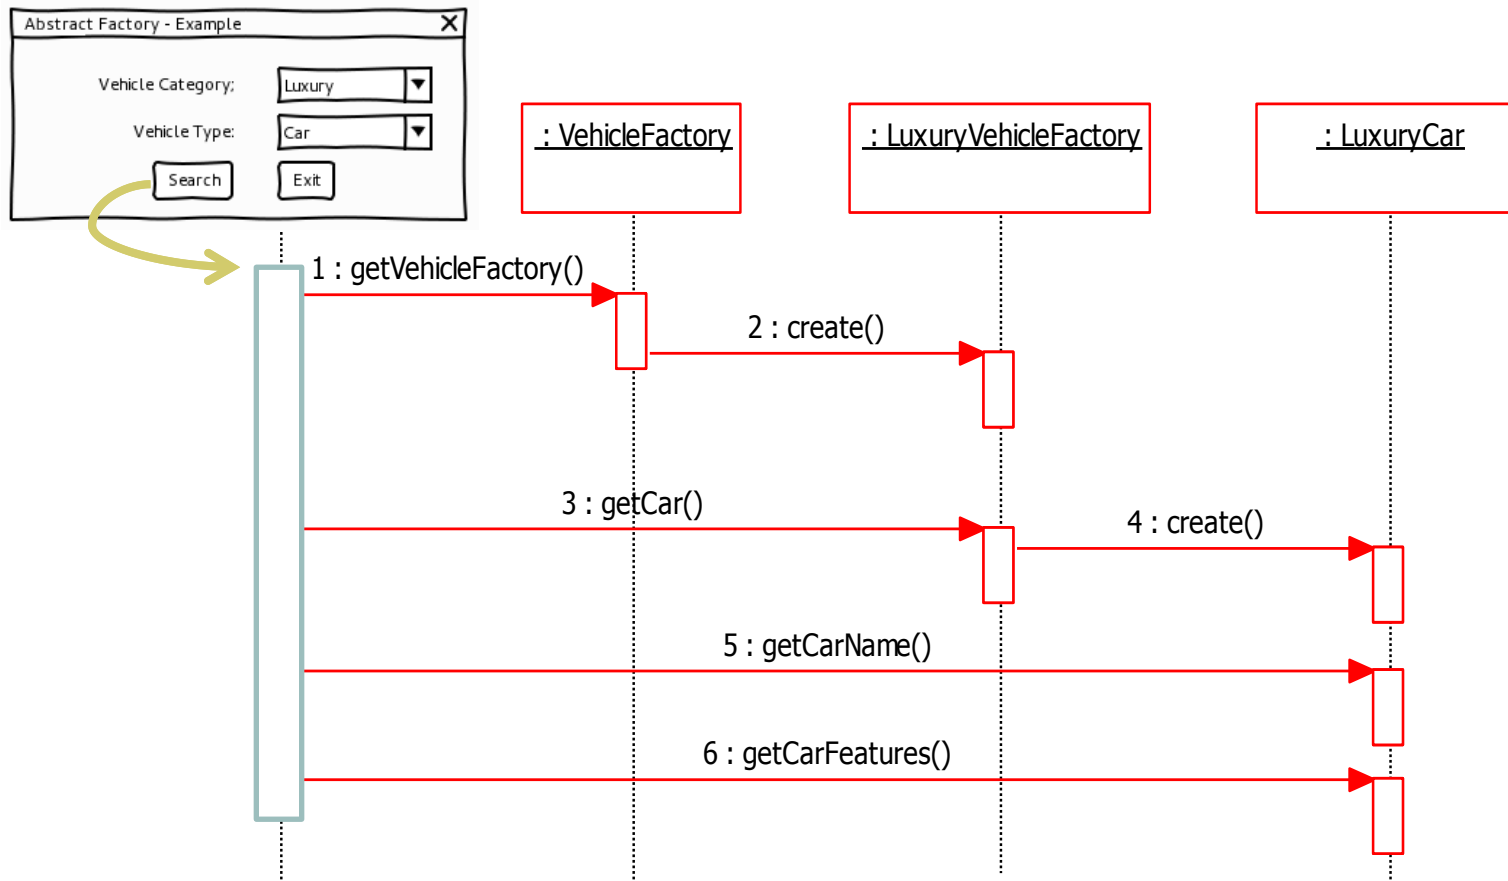 Abstract Factory - Example
Vehicle Category;
Luxury
Vehicle Type:
Car
Search
Exit
: VehicleFactory
: LuxuryVehicleFactory
: LuxuryCar
1 : getVehicleFactory()
2 : create()
3 : getCar()
4 : create()
5 : getCarName()
6 : getCarFeatures()